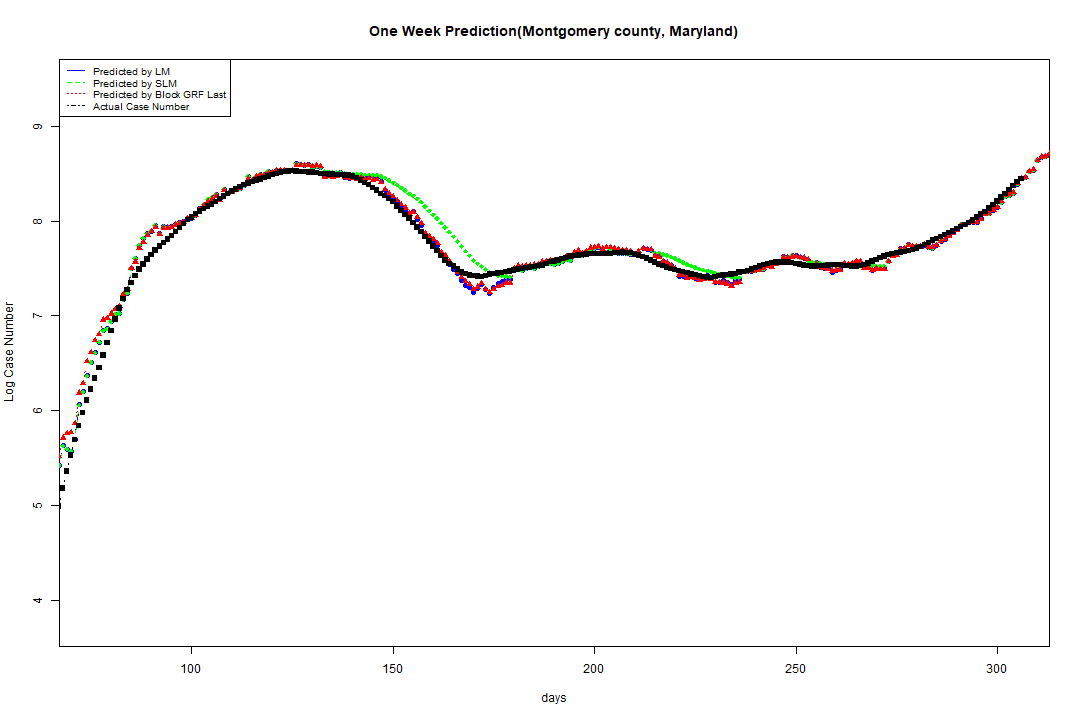 One Week Prediction(Montgomery county, Maryland)
Predicted by LM
Predicted by SLM
Predicted by Block GRF Last
Actual Case Number
9
8
7
6
5
4
Log Case Number
100 150 200 250 300
days